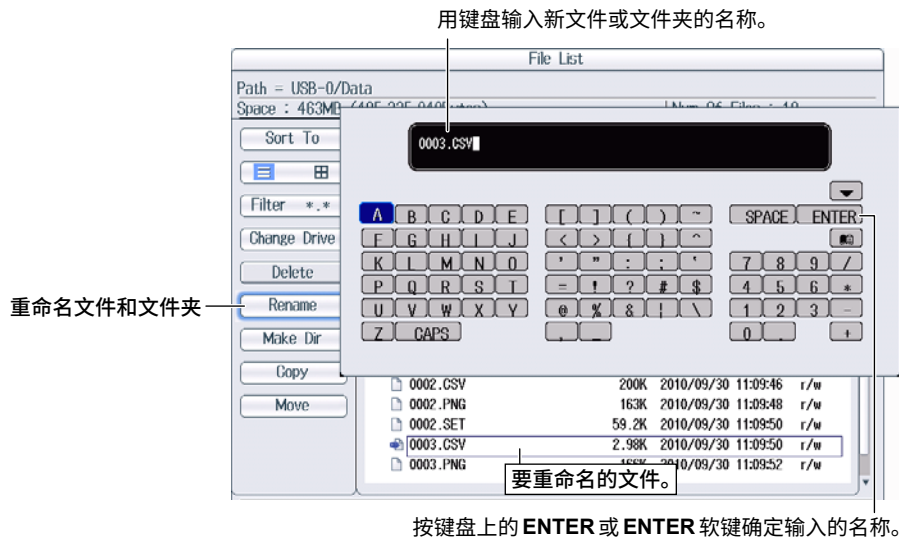 用键盘输入新文件或文件夹的名称。
File List
Path = USB-0/Data
Space : 463MB
Sort To
0003.CSV
Filter *.*
A B C D E [ ] ( ) ~ SPACE ENTER
Change Drive
F G H I J < > { } ^
Delete
K L M N O ' " : ; ` 7 8 9 /
重命名文件和文件夹
Rename
P Q R S T = ! ? # $ 4 5 6 *
U V W X Y @ % & | \ 1 2 3 -
Make Dir
Z CAPS , _ 0 . +
Copy
0002.CSV 200K 2010/09/30 11:09:46 r/w
Move
0002.PNG 163K 2010/09/30 11:09:48 r/w
0002.SET 59.2K 2010/09/30 11:09:50 r/w
0003.CSV 2.98K 2010/09/30 11:09:50 r/w
0003.PNG 166K 2010/09/30 11:09:52 r/w
要重命名的文件。
按键盘上的 ENTER 或 ENTER 软键确定输入的名称。